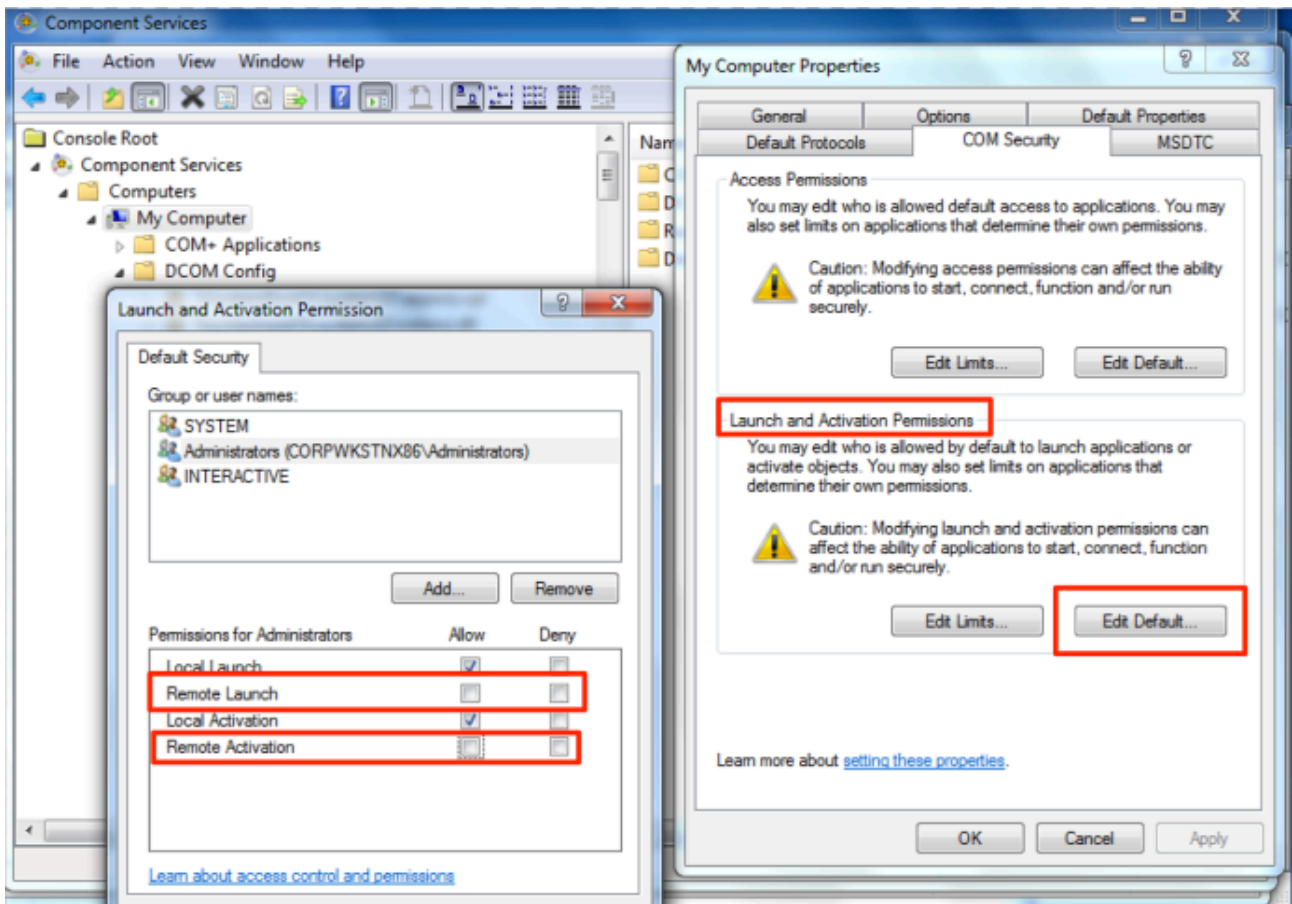 Component Services
File Action View Window Help
Console Root
Component Services
Computers
My Computer
COM+ Applications
DCOM Config
Nam
C
D
R
D
Launch and Activation Permission
Default Security
Group or user names:
SYSTEM
Administrators (CORPWKSTNX86\Administrators)
INTERACTIVE
Add... Remove
Permissions for Administrators Allow Deny
Local Launch
Remote Launch
Local Activation
Remote Activation
Learn about access control and permissions
My Computer Properties
General Options Default Properties
Default Protocols COM Security MSDTC
Access Permissions
You may edit who is allowed default access to applications. You may
also set limits on applications that determine their own permissions.
Caution: Modifying access permissions can affect the ability
of applications to start, connect, function and/or run
securely.
Edit Limits... Edit Default...
Launch and Activation Permissions
You may edit who is allowed by default to launch applications or
activate objects. You may also set limits on applications that
determine their own permissions.
Caution: Modifying launch and activation permissions can
affect the ability of applications to start, connect, function
and/or run securely.
Edit Limits... Edit Default...
Learn more about setting these properties.
OK Cancel Apply